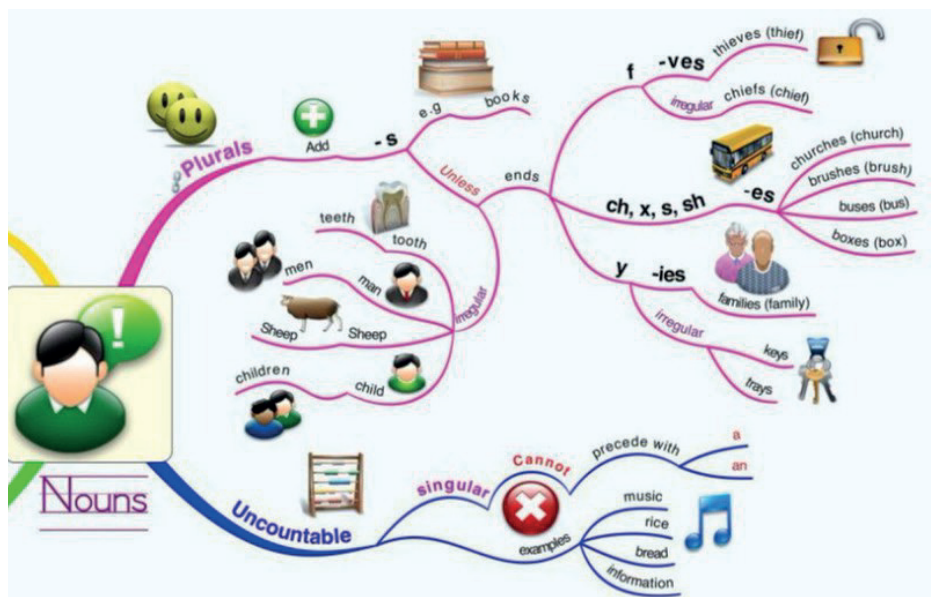 Nouns
Plurals
Add
- s
e.g
books
Unless
ends
f
-ves
thieves (thief)
irregular
chiefs (chief)
ch, x, s, sh
-es
churches (church)
brushes (brush)
buses (bus)
boxes (box)
y
-ies
families (family)
irregular
keys
trays
irregular
teeth
tooth
men
man
Sheep
Sheep
children
child
Uncountable
singular
Cannot
precede with
a
an
examples
music
rice
bread
information